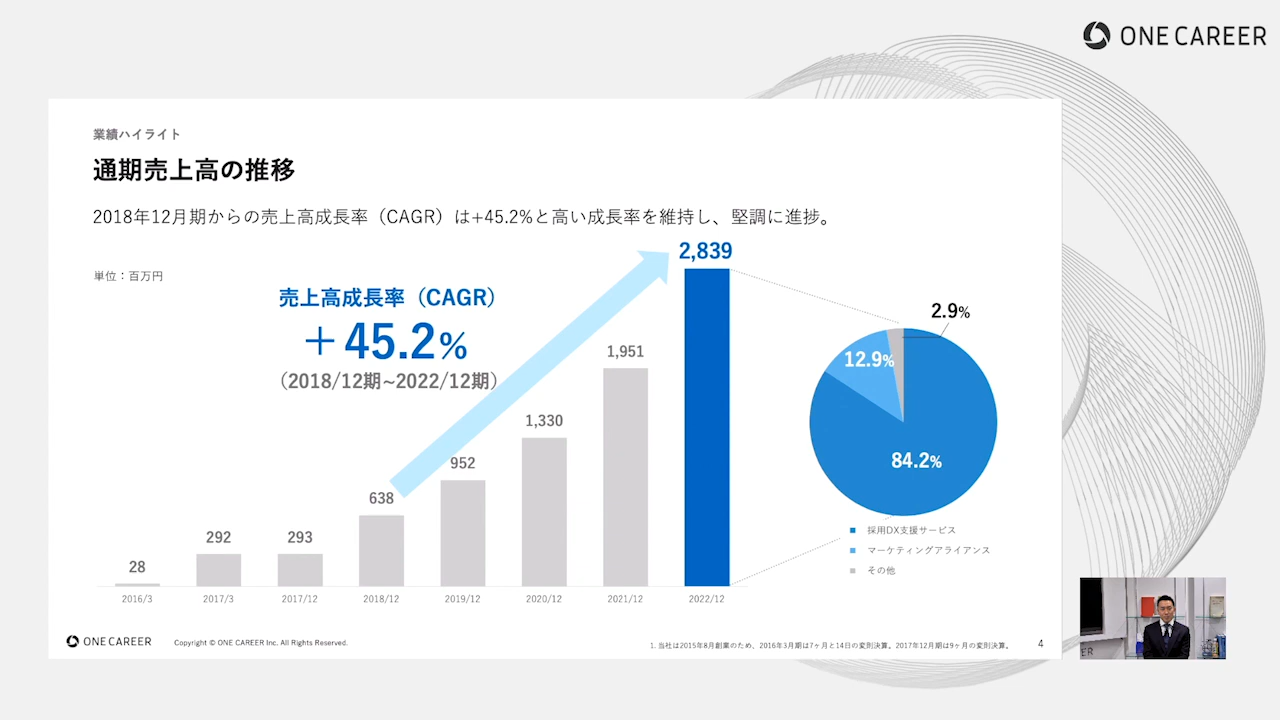 ONE CAREER
業績ハイライト
通期売上高の推移
2018年12月期からの売上高成長率（CAGR）は+45.2%と高い成長率を維持し、堅調に進捗。
単位：百万円
売上高成長率（CAGR）
＋45.2%
（2018/12期~2022/12期）
28
292
293
638
952
1,330
1,951
2,839
2016/3
2017/3
2017/12
2018/12
2019/12
2020/12
2021/12
2022/12
2.9%
12.9%
84.2%
採用DX支援サービス
マーケティングアライアンス
その他
ONE CAREER
Copyright © ONE CAREER Inc. All Rights Reserved.
1. 当社は2015年8月創業のため、2016年3月期は7ヶ月と14日の変則決算。2017年12月期は9ヶ月の変則決算。
4
ER